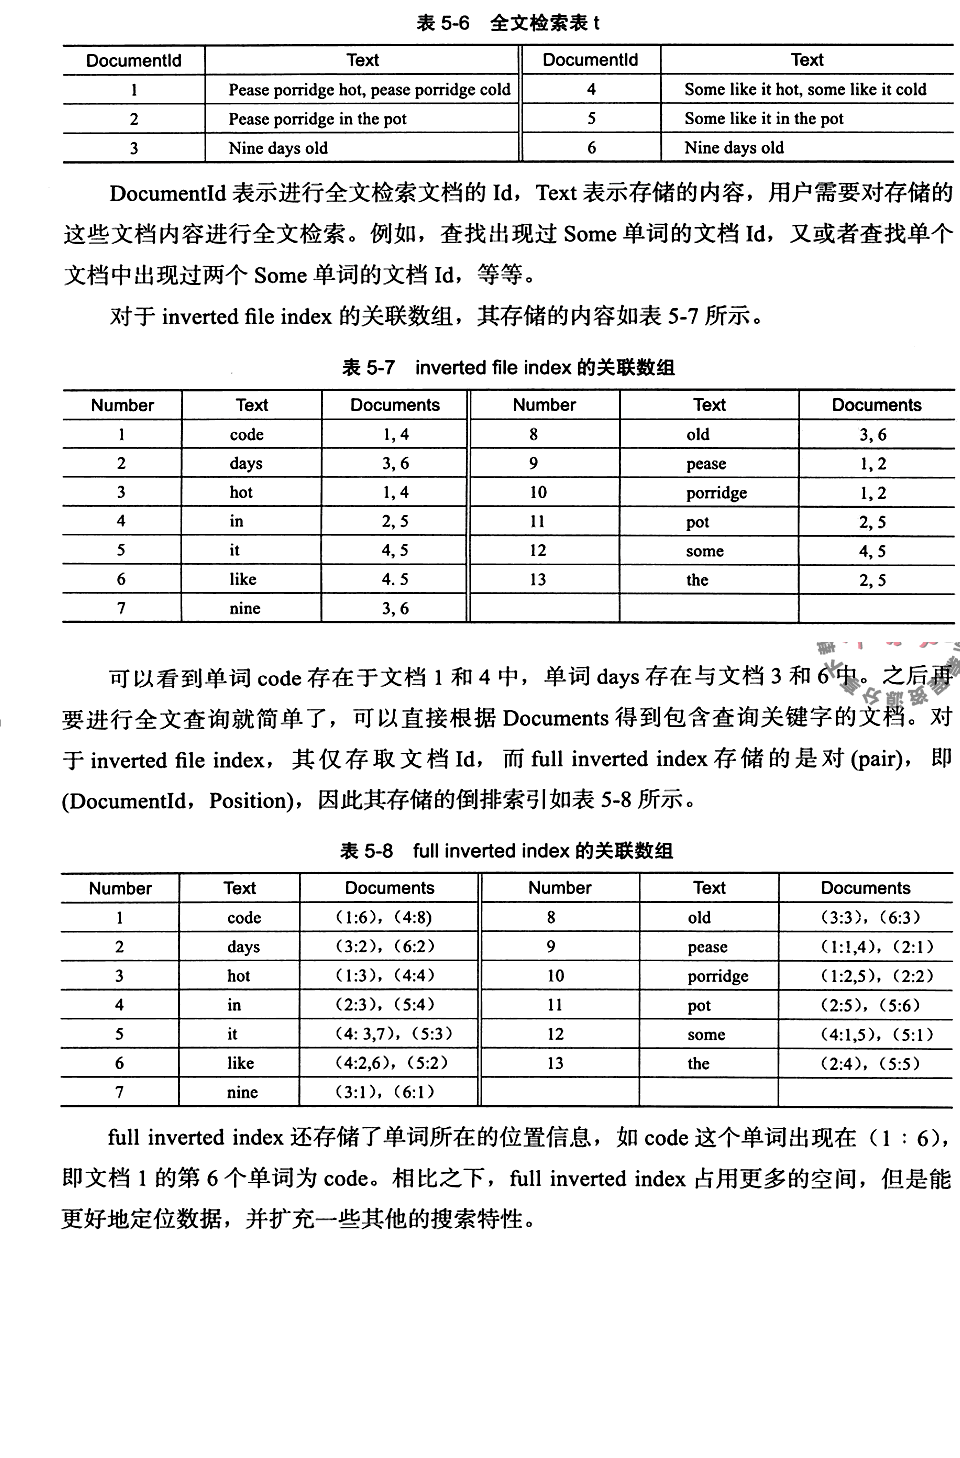 表 5-6 全文检索表 t
DocumentId Text DocumentId Text
1 Pease porridge hot, pease porridge cold 4 Some like it hot, some like it cold
2 Pease porridge in the pot 5 Some like it in the pot
3 Nine days old 6 Nine days old
DocumentId 表示进行全文检索文档的 Id，Text 表示存储的内容，用户需要对存储的
这些文档内容进行全文检索。例如，查找出现过 Some 单词的文档 Id，又或者查找单个
文档中出现过两个 Some 单词的文档 Id，等等。
对于 inverted file index 的关联数组，其存储的内容如表 5-7 所示。
表 5-7 inverted file index 的关联数组
Number Text Documents Number Text Documents
1 code 1, 4 8 old 3, 6
2 days 3, 6 9 pease 1, 2
3 hot 1, 4 10 porridge 1, 2
4 in 2, 5 11 pot 2, 5
5 it 4, 5 12 some 4, 5
6 like 4. 5 13 the 2, 5
7 nine 3, 6
可以看到单词 code 存在于文档 1 和 4 中，单词 days 存在与文档 3 和 6 中。之后再
要进行全文查询就简单了，可以直接根据 Documents 得到包含查询关键字的文档。对
于 inverted file index，其仅存取文档 Id，而 full inverted index 存储的是对 (pair)，即
(DocumentId，Position)，因此其存储的倒排索引如表 5-8 所示。
表 5-8 full inverted index 的关联数组
Number Text Documents Number Text Documents
1 code (1:6)，(4:8) 8 old (3:3)，(6:3)
2 days (3:2)，(6:2) 9 pease (1:1,4)，(2:1)
3 hot (1:3)，(4:4) 10 porridge (1:2,5)，(2:2)
4 in (2:3)，(5:4) 11 pot (2:5)，(5:6)
5 it (4: 3,7)，(5:3) 12 some (4:1,5)，(5:1)
6 like (4:2,6)，(5:2) 13 the (2:4)，(5:5)
7 nine (3:1)，(6:1)
full inverted index 还存储了单词所在的位置信息，如 code 这个单词出现在（1：6），
即文档 1 的第 6 个单词为 code。相比之下，full inverted index 占用更多的空间，但是能
更好地定位数据，并扩充一些其他的搜索特性。